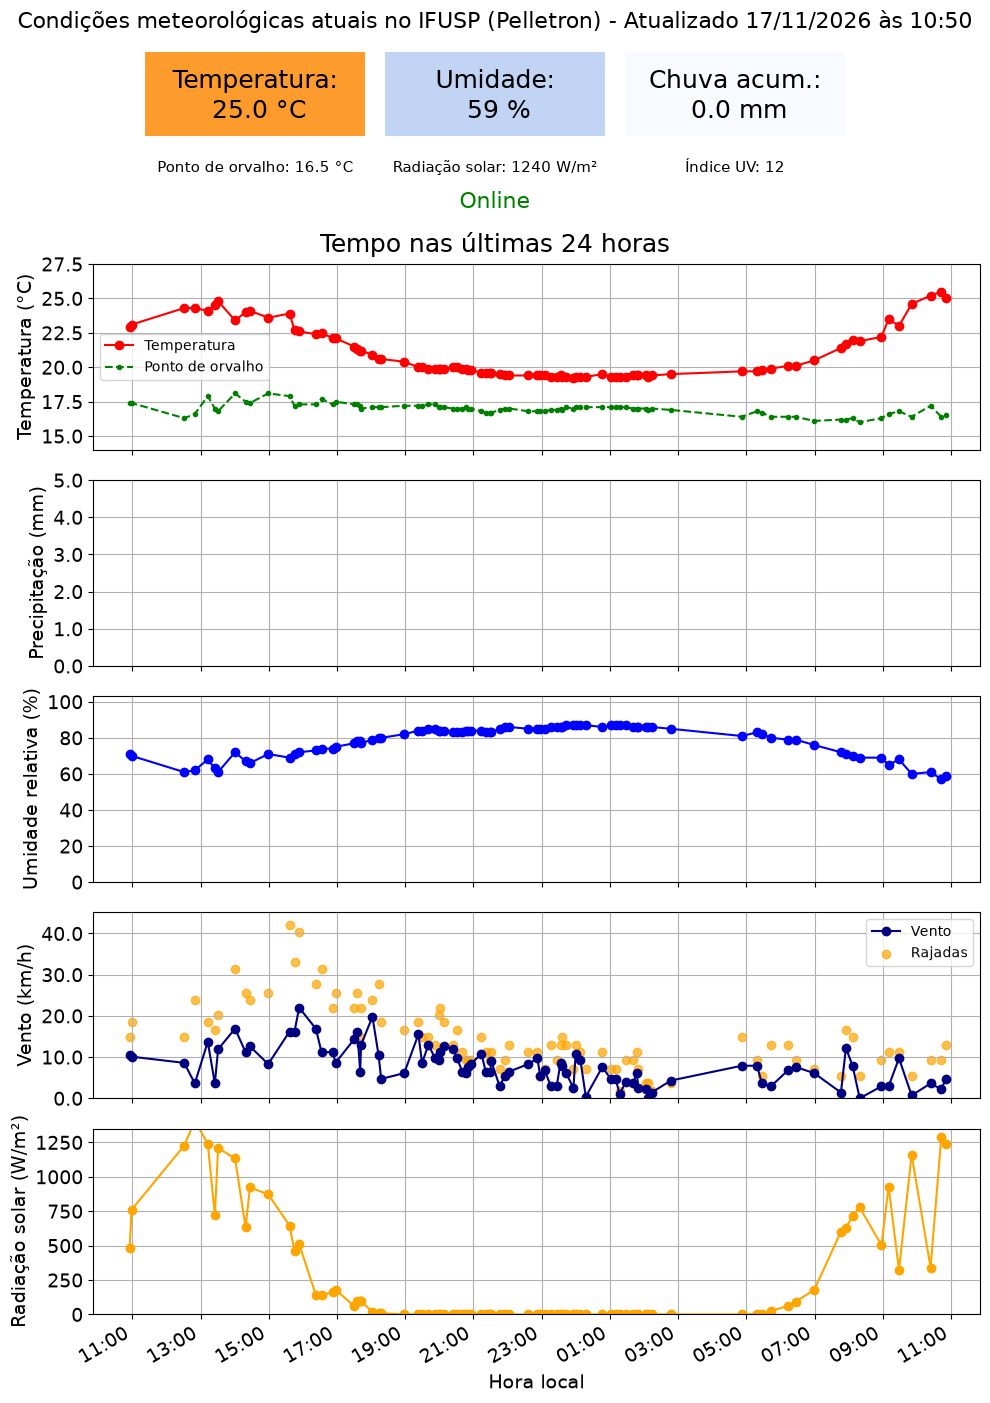 Condições meteorológicas atuais no IFUSP (Pelletron) - Atualizado 17/11/2026 às 10:50
Temperatura:
25.0 °C
Umidade:
59 %
Chuva acum.:
0.0 mm
Ponto de orvalho: 16.5 °C
Radiação solar: 1240 W/m²
Índice UV: 12
Online
Tempo nas últimas 24 horas
Temperatura (°C)
27.5
25.0
22.5
20.0
17.5
15.0
Temperatura
Ponto de orvalho
Precipitação (mm)
5.0
4.0
3.0
2.0
1.0
0.0
Umidade relativa (%)
100
80
60
40
20
0
Vento (km/h)
40.0
30.0
20.0
10.0
0.0
Vento
Rajadas
Radiação solar (W/m²)
1250
1000
750
500
250
0
11:00 13:00 15:00 17:00 19:00 21:00 23:00 01:00 03:00 05:00 07:00 09:00 11:00
Hora local